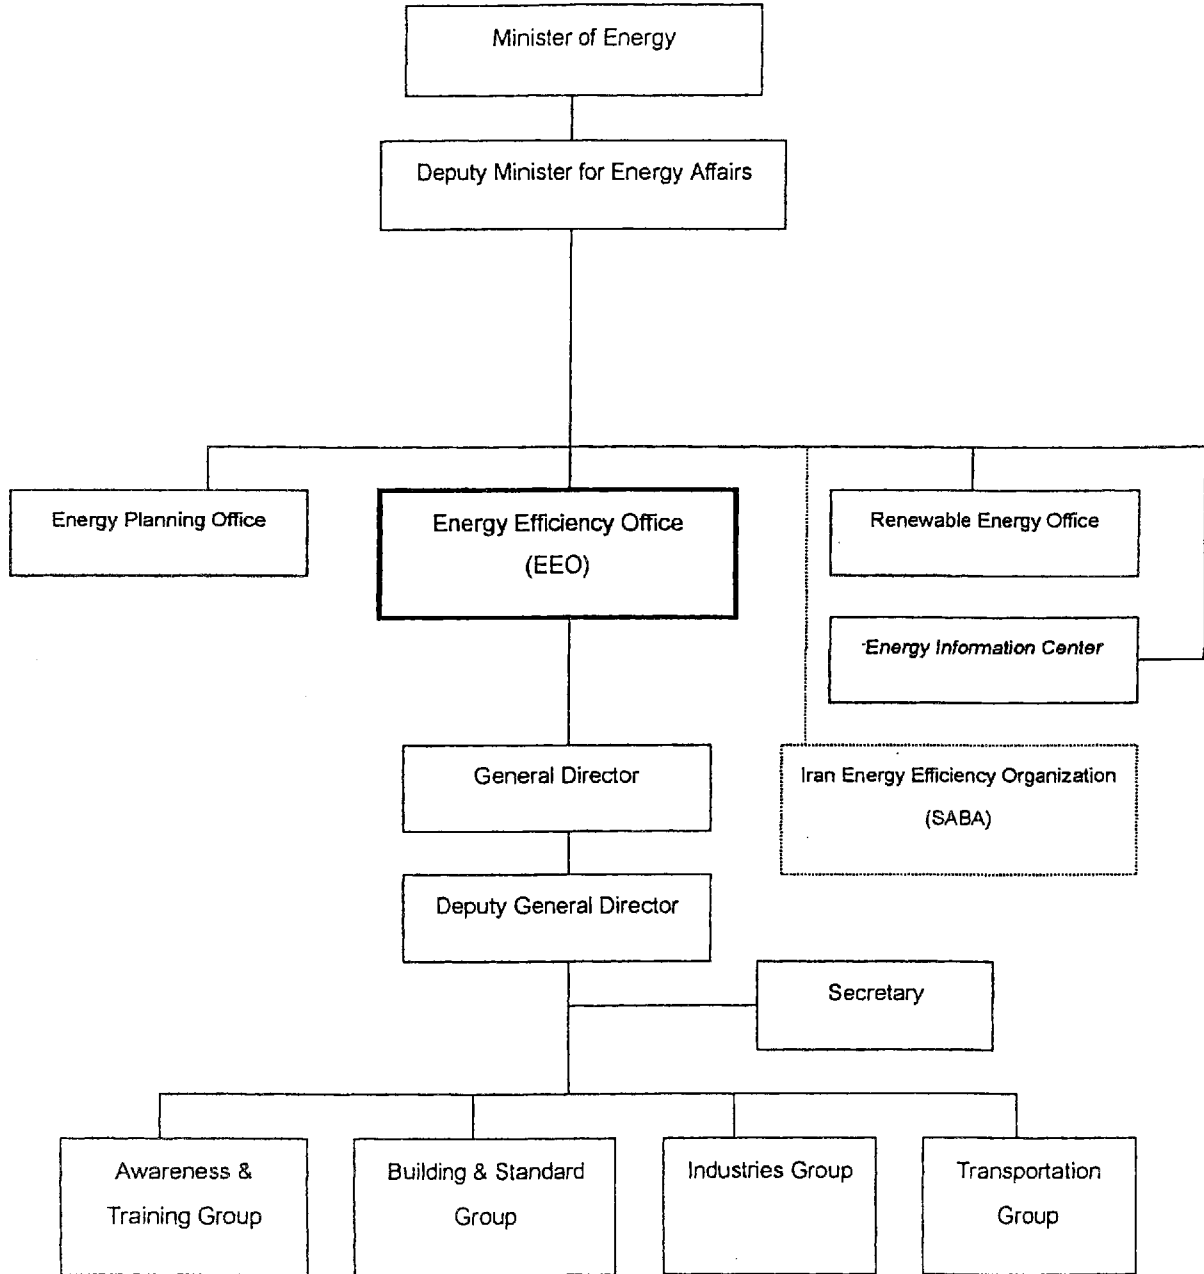 Minister of Energy
Deputy Minister for Energy Affairs
Energy Planning Office
Energy Efficiency Office
(EEO)
Renewable Energy Office
Energy Information Center
General Director
Iran Energy Efficiency Organization
(SABA)
Deputy General Director
Secretary
Awareness &
Training Group
Building & Standard
Group
Industries Group
Transportation
Group